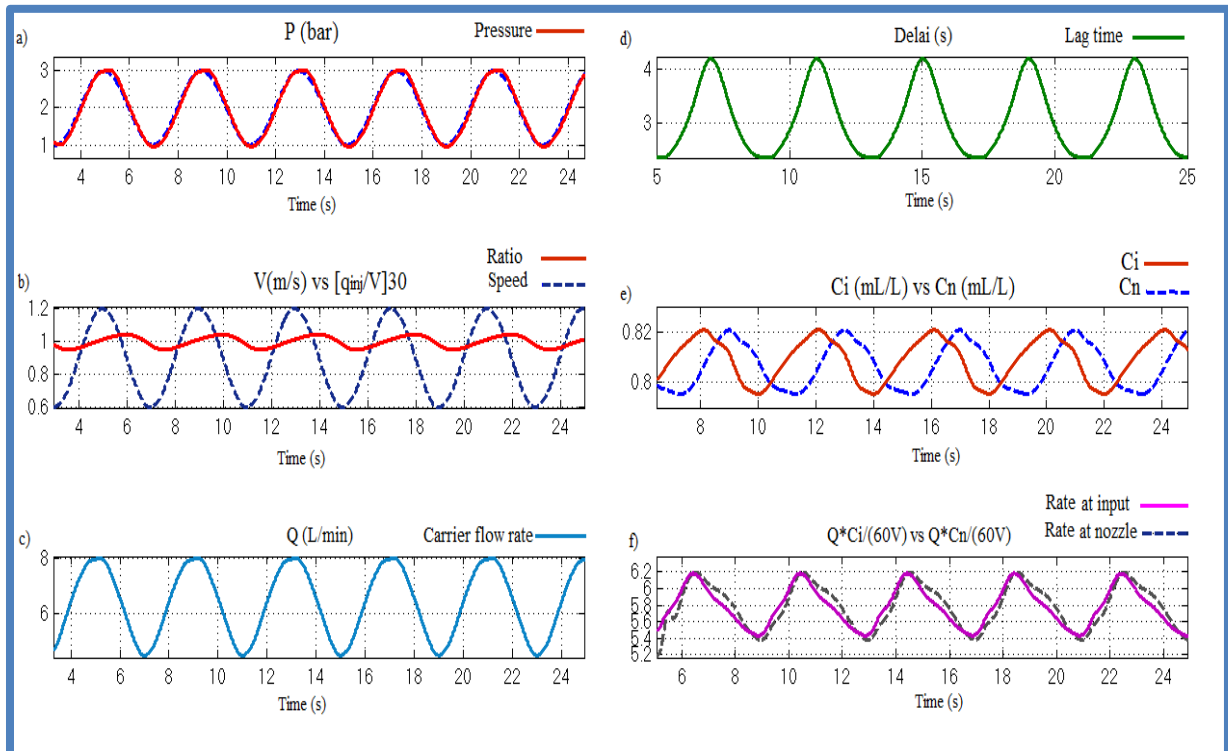 a)
P (bar)
Pressure
3
2
1
4 6 8 10 12 14 16 18 20 22 24
Time (s)
b)
V(m/s) vs [qinj/V]30
Ratio
Speed
1.2
1
0.8
0.6
4 6 8 10 12 14 16 18 20 22 24
Time (s)
c)
Q (L/min)
Carrier flow rate
8
6
4 6 8 10 12 14 16 18 20 22 24
Time (s)
d)
Delai (s)
Lag time
4
3
5 10 15 20 25
Time (s)
e)
Ci (mL/L) vs Cn (mL/L)
Ci
Cn
0.82
0.8
8 10 12 14 16 18 20 22 24
Time (s)
f)
Q*Ci/(60V) vs Q*Cn/(60V)
Rate at input
Rate at nozzle
6.2
6
5.8
5.6
5.4
5.2
6 8 10 12 14 16 18 20 22 24
Time (s)